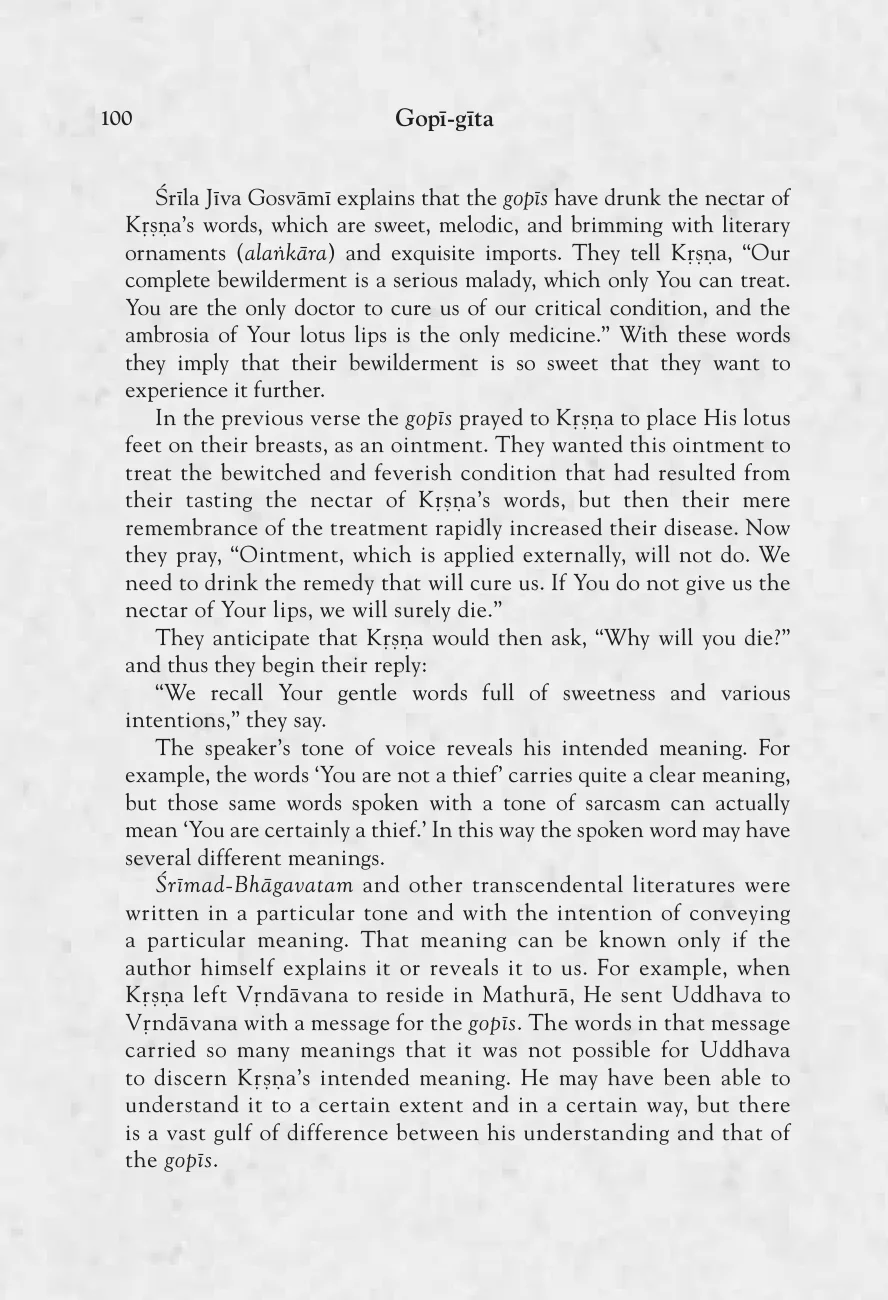 100
Gopī-gīta
Śrīla Jīva Gosvāmī explains that the gopīs have drunk the nectar of
Kṛṣṇa’s words, which are sweet, melodic, and brimming with literary
ornaments (alaṅkāra) and exquisite imports. They tell Kṛṣṇa, “Our
complete bewilderment is a serious malady, which only You can treat.
You are the only doctor to cure us of our critical condition, and the
ambrosia of Your lotus lips is the only medicine.” With these words
they imply that their bewilderment is so sweet that they want to
experience it further.
In the previous verse the gopīs prayed to Kṛṣṇa to place His lotus
feet on their breasts, as an ointment. They wanted this ointment to
treat the bewitched and feverish condition that had resulted from
their tasting the nectar of Kṛṣṇa’s words, but then their mere
remembrance of the treatment rapidly increased their disease. Now
they pray, “Ointment, which is applied externally, will not do. We
need to drink the remedy that will cure us. If You do not give us the
nectar of Your lips, we will surely die.”
They anticipate that Kṛṣṇa would then ask, “Why will you die?”
and thus they begin their reply:
“We recall Your gentle words full of sweetness and various
intentions,” they say.
The speaker’s tone of voice reveals his intended meaning. For
example, the words ‘You are not a thief’ carries quite a clear meaning,
but those same words spoken with a tone of sarcasm can actually
mean ‘You are certainly a thief.’ In this way the spoken word may have
several different meanings.
Śrīmad-Bhāgavatam and other transcendental literatures were
written in a particular tone and with the intention of conveying
a particular meaning. That meaning can be known only if the
author himself explains it or reveals it to us. For example, when
Kṛṣṇa left Vṛndāvana to reside in Mathurā, He sent Uddhava to
Vṛndāvana with a message for the gopīs. The words in that message
carried so many meanings that it was not possible for Uddhava
to discern Kṛṣṇa’s intended meaning. He may have been able to
understand it to a certain extent and in a certain way, but there
is a vast gulf of difference between his understanding and that of
the gopīs.